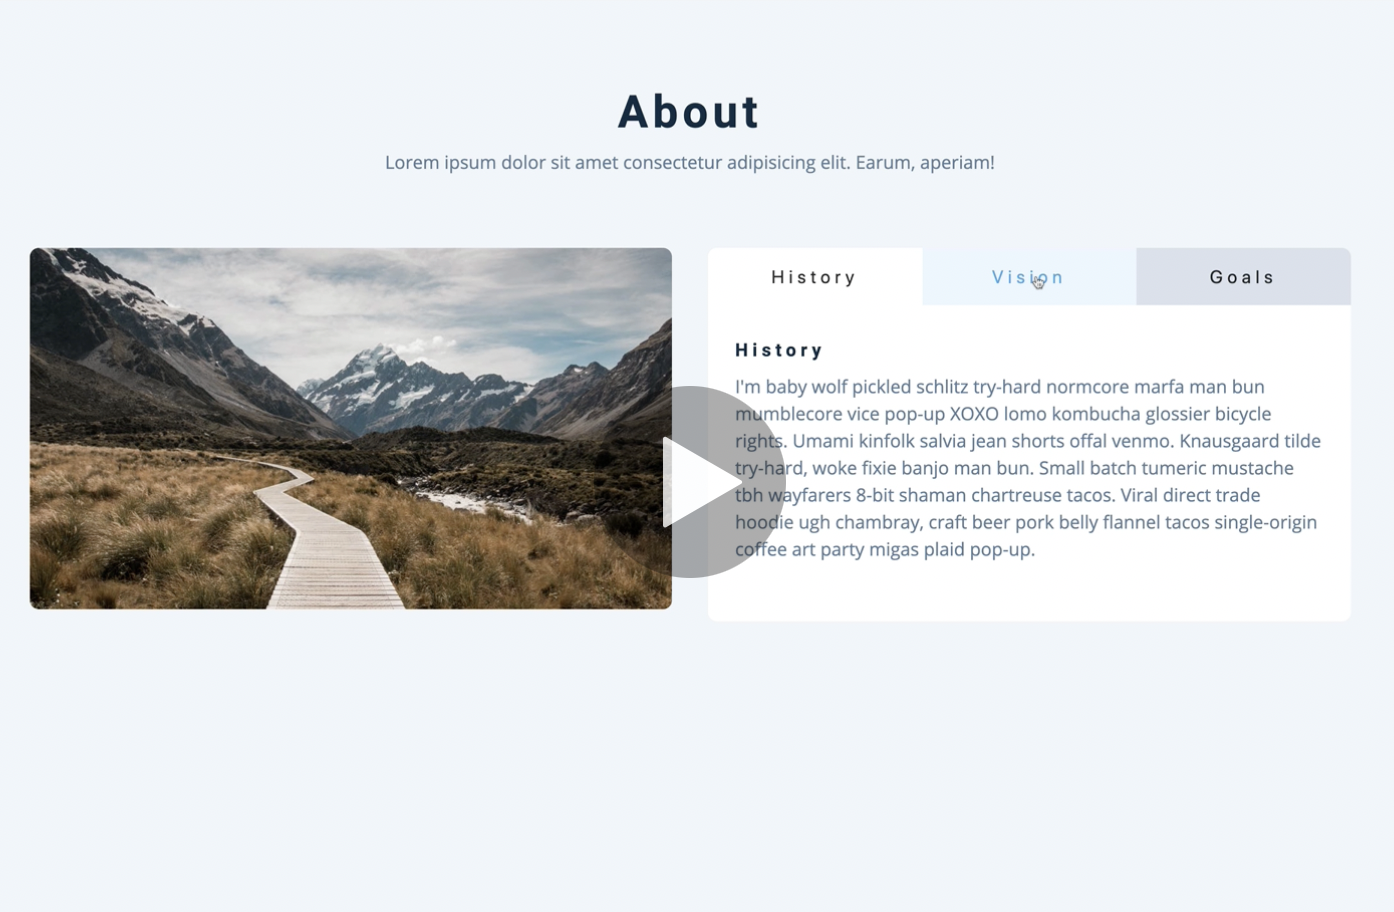 About
Lorem ipsum dolor sit amet consectetur adipisicing elit. Earum, aperiam!
History
Vision
Goals
History
I'm baby wolf pickled schlitz try-hard normcore marfa man bun
mumblecore vice pop-up XOXO lomo kombucha glossier bicycle
rights. Umami kinfolk salvia jean shorts offal venmo. Knausgaard tilde
try-hard, woke fixie banjo man bun. Small batch tumeric mustache
tbh wayfarers 8-bit shaman chartreuse tacos. Viral direct trade
hoodie ugh chambray, craft beer pork belly flannel tacos single-origin
coffee art party migas plaid pop-up.